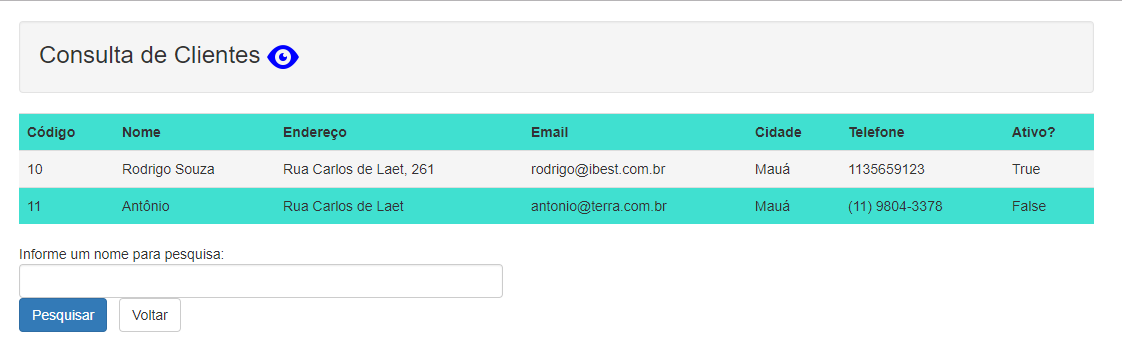 Consulta de Clientes
Código Nome Endereço Email Cidade Telefone Ativo?
10 Rodrigo Souza Rua Carlos de Laet, 261 rodrigo@ibest.com.br Mauá 1135659123 True
11 Antônio Rua Carlos de Laet antonio@terra.com.br Mauá (11) 9804-3378 False
Informe um nome para pesquisa:
Pesquisar Voltar